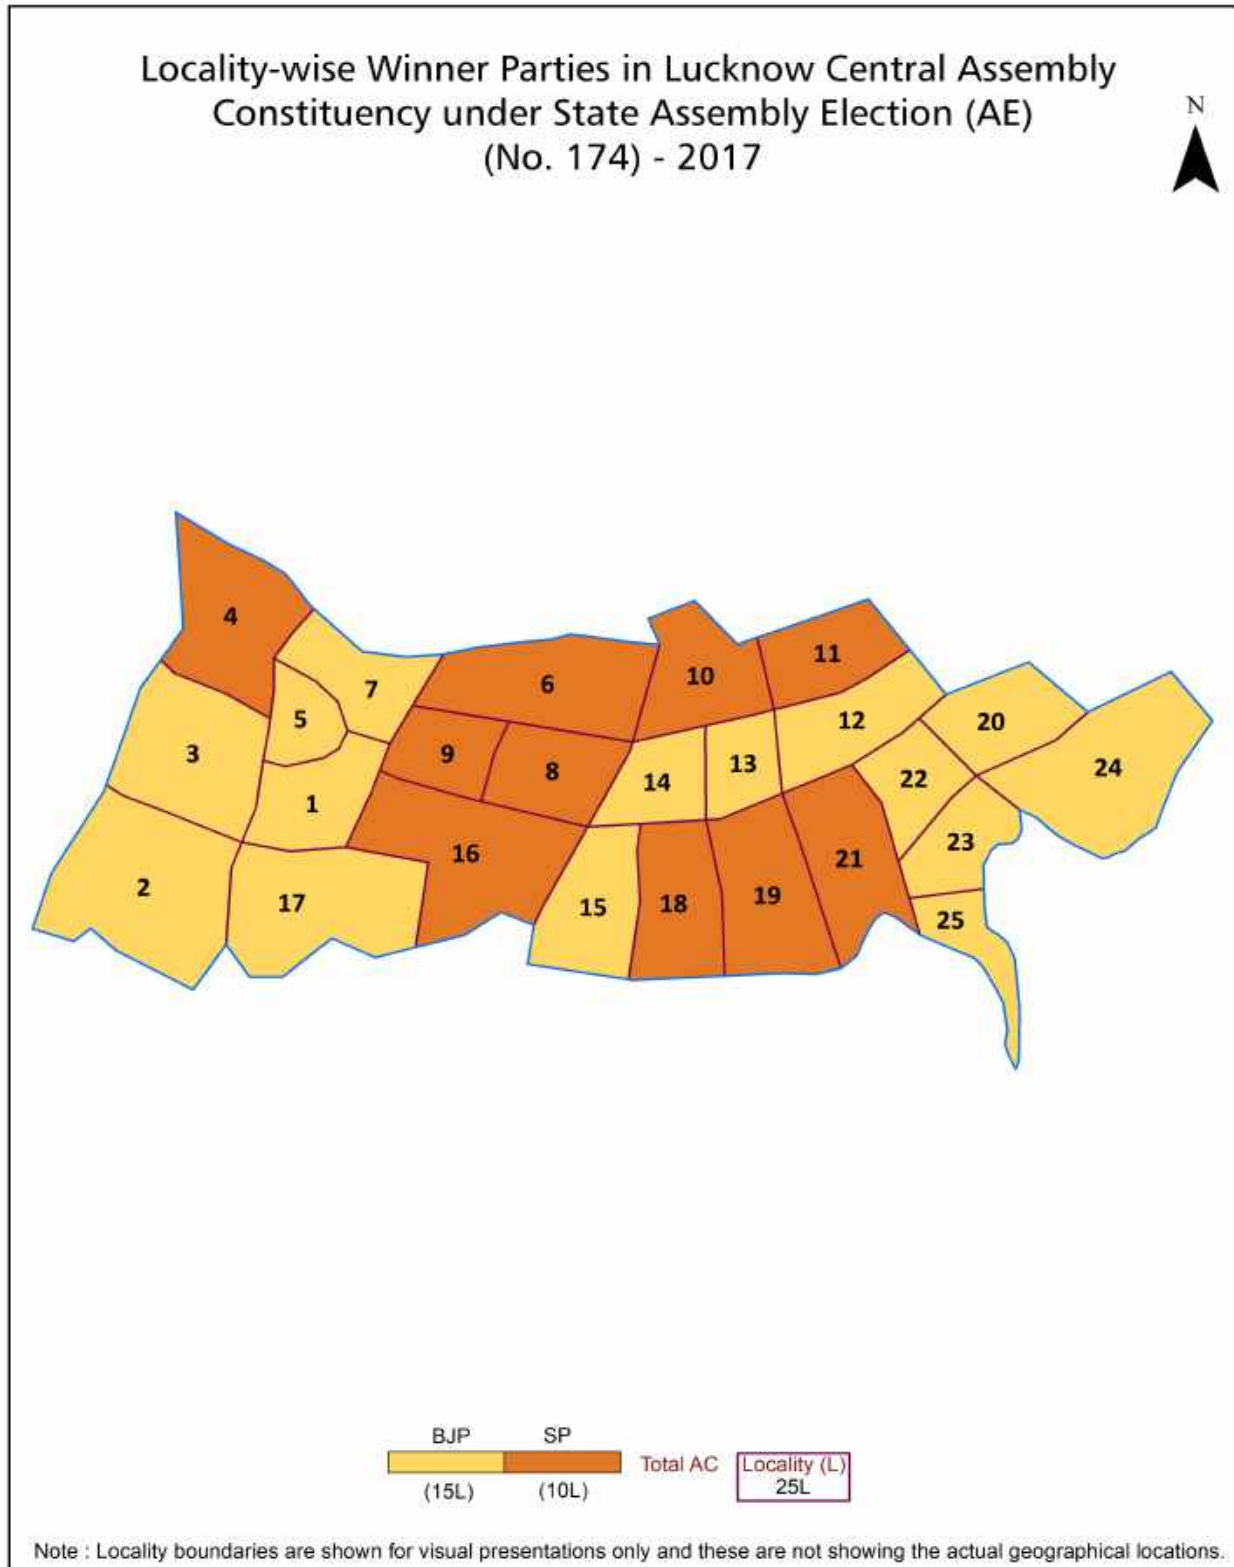 Locality-wise Winner Parties in Lucknow Central Assembly
Constituency under State Assembly Election (AE)
(No. 174) - 2017
N
4
7
6
10
11
5
12
20
3
9
8
14
13
22
24
1
16
21
23
2
17
15
18
19
25
BJP SP
Total AC
Locality (L)
25L
(15L) (10L)
Note : Locality boundaries are shown for visual presentations only and these are not showing the actual geographical locations.